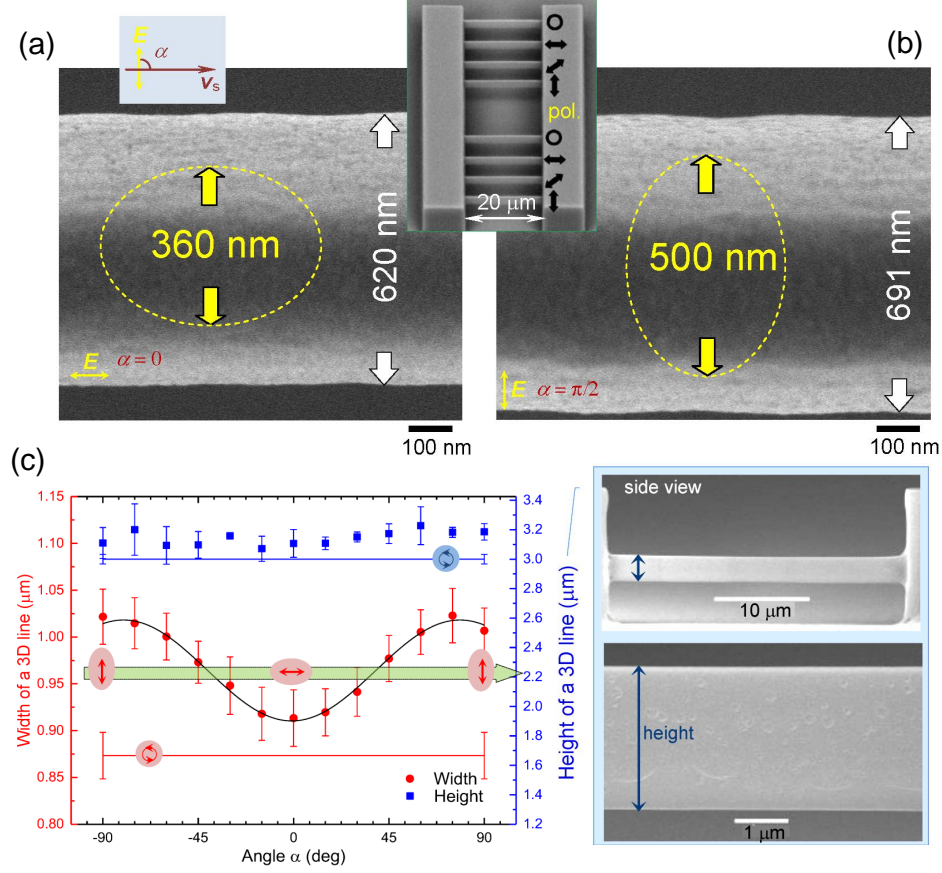 (a)
E
α
vs
360 nm
620 nm
E α = 0
100 nm
pol.
20 μm
(b)
500 nm
691 nm
E α = π/2
100 nm
(c)
Width of a 3D line (μm)
1.15
1.10
1.05
1.00
0.95
0.90
0.85
0.80
-90 -45 0 45 90
Angle α (deg)
Width
Height
3.4
3.2
3.0
2.8
2.6
2.4
2.2
2.0
1.8
1.6
1.4
1.2
Height of a 3D line (μm)
side view
10 μm
height
1 μm